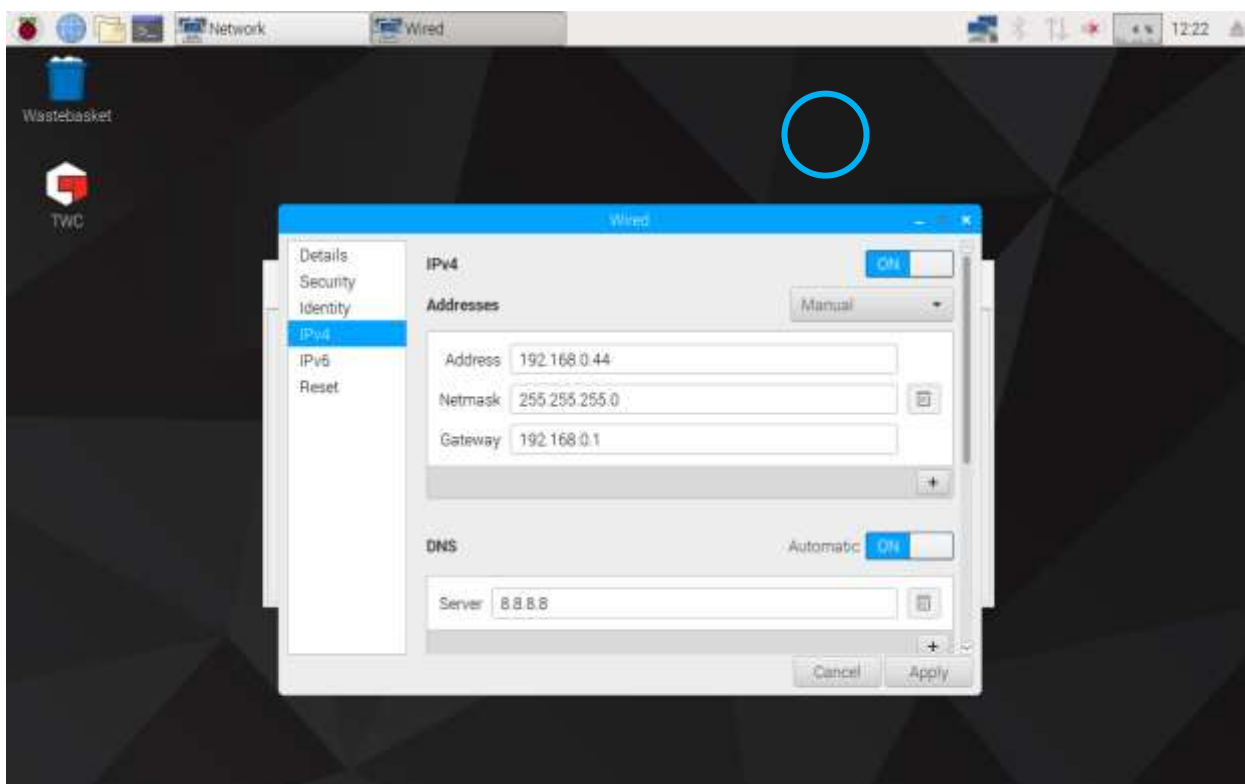 Network
Wired
12:22
Wastebasket
TWC
Wired
Details
Security
Identity
IPv4
IPv6
Reset
IPv4
ON
Addresses
Manual
Address 192.168.0.44
Netmask 255.255.255.0
Gateway 192.168.0.1
+
DNS
Automatic ON
Server 8.8.8.8
+
Cancel
Apply